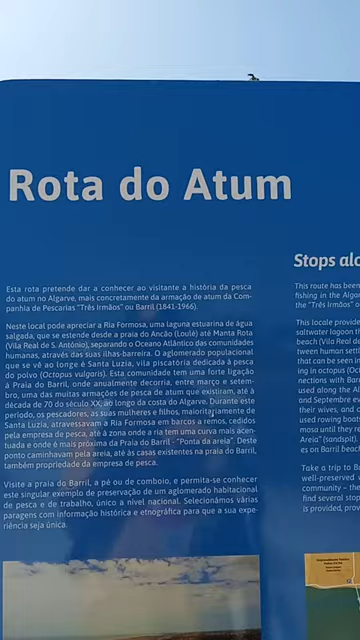 Rota do Atum
Esta rota pretende dar a conhecer ao visitante a história da pesca
do atum no Algarve, mais concretamente da armação de atum da Com-
panhia de Pescarias "Três Irmãos" ou Barril (1841-1966).
Neste local pode apreciar a Ria Formosa, uma laguna estuarina de água
salgada, que se estende desde a praia do Ancão (Loulé) até Manta Rota
(Vila Real de S. António), separando o Oceano Atlântico das comunidades
humanas, através das suas ilhas-barreira. O aglomerado populacional
que se vê ao longe é Santa Luzia, vila piscatória dedicada à pesca
do polvo (Octopus vulgaris). Esta comunidade tem uma forte ligação
à Praia do Barril, onde anualmente decorria, entre março e setem-
bro, uma das muitas armações de pesca de atum que existiram, até à
década de 70 do século XX, ao longo da costa do Algarve. Durante este
período, os pescadores, as suas mulheres e filhos, maioritariamente de
Santa Luzia, atravessavam a Ria Formosa em barcos a remos, cedidos
pela empresa de pesca, até à zona onde a ria tem uma curva mais acen-
tuada e onde é mais próxima da Praia do Barril - "Ponta da areia". Deste
ponto caminhavam pela areia, até às casas existentes na praia do Barril,
também propriedade da empresa de pesca.
Visite a praia do Barril, a pé ou de comboio, e permita-se conhecer
este singular exemplo de preservação de um aglomerado habitacional
de pesca e de trabalho, único a nível nacional. Selecionámos várias
paragens com informação histórica e etnográfica para que a sua expe-
riência seja única.
Stops alo
This route has been
fishing in the Algar
the "Três Irmãos" o
This locale provide
saltwater lagoon th
beach (Vila Real de
tween human settl
that can be seen in
ing in octopus (Oct
nections with Barr
used along the Al
and September ev
their wives, and c
used rowing boats
mosa until they t
Areia" (sandspit).
es on Barril beac
Take a trip to Ba
well-preserved
community – the
find several stop
is provided, prov